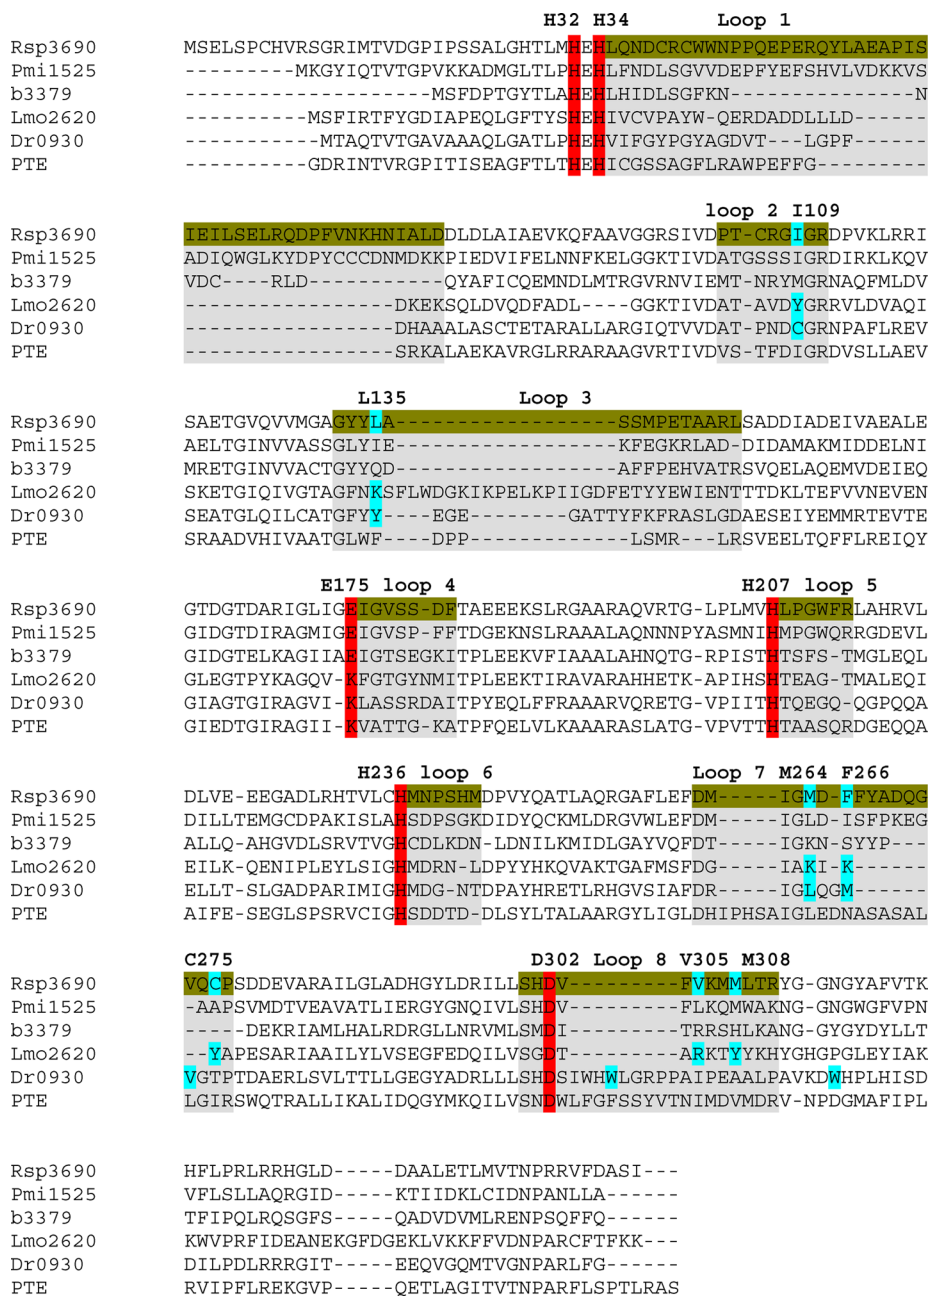 H32 H34 Loop 1
Rsp3690 MSELSPCHVRSGRIMTVDGPIPSSALGHTLMHEHLQNDCRCWWNPPQEPERQYLAEAPIS
Pmi1525 ---------MKGYIQTVTGPVKKADMGLTLPHEHLFNDLSGVVDEPFYEFSHVLVDKKVS
b3379 --------------------MSFDPTGYTLAHEHLHIDLSGFKN---------------N
Lmo2620 ----------MSFIRTFYGDIAPEQLGFTYSHEHIVCVPAYW-QERDADDLLLD------
Dr0930 -----------MTAQTVTGAVAAAQLGATLPHEHVIFGYPGYAGDVT---LGPF------
PTE ----------GDRINTVRGPITISEAGFTLTHEHICGSSAGFLRAWPEFFG---------
loop 2 I109
Rsp3690 IEILSELRQDPFVNKHNIALDDLDLAIAEVKQFAAVGGRSIVDPT-CRGIGRDPVKLRRI
Pmi1525 ADIQWGLKYDPYCCCDNMDKKPIEDVIFELNNFKELGGKTIVDATGSSSIGRDIRKLKQV
b3379 VDC----RLD-----------QYAFICQEMNDLMTRGVRNVIEMT-NRYMGRNAQFMLDV
Lmo2620 -----------------DKEKSQLDVQDFADL----GGKTIVDAT-AVDYGRRVLDVAQI
Dr0930 -----------------DHAAALASCTETARALLARGIQTVVDAT-PNDCGRNPAFLREV
PTE -----------------SRKALAEKAVRGLRRARAAGVRTIVDVS-TFDIGRDVSLLAEV
L135 Loop 3
Rsp3690 SAETGVQVVMGAGYYLA------------------SSMPETAARLSADDIADEIVAEALE
Pmi1525 AELTGINVVASSGLYIE------------------KFEGKRLAD-DIDAMAKMIDDELNI
b3379 MRETGINVVACTGYYQD------------------AFFPEHVATRSVQELAQEMVDEIEQ
Lmo2620 SKETGIQIVGTAGFNKSFLWDGKIKPELKPIIGDFETYYEWIENTTTDKLTEFVVNEVEN
Dr0930 SEATGLQILCATGFYY----EGE---------GATTYFKFRASLGDAESEIYEMMRTEVTE
PTE SRAADVHIVAATGLWF----DPP------------LSMR---LRSVEELTQFFLREIQY
E175 loop 4 H207 loop 5
Rsp3690 GTDGTDARIGLIGEIGVSS-DFTAEEEKSLRGAARAQVRTG-LPLMVHLPGWFRLAHRVL
Pmi1525 GIDGTDIRAGMIGEIGVSP-FFTDGEKNSLRAAALAQNNNPYASMNIHMPGWQRRGDEVL
b3379 GIDGTELKAGIIAEIGTSEGKITPLEEKVFIAAALAHNQTG-RPISTHTSFS-TMGLEQL
Lmo2620 GLEGTPYKAGQV-KFGTGYNMITPLEEKTIRAVARAHHETK-APIHSHTEAG-TMALEQI
Dr0930 GIAGTGIRAGVI-KLASSRDAITPYEQLFFRAAARVQRETG-VPIITHTQEGQ-QGPQQA
PTE GIEDTGIRAGII-KVATTG-KATPFQELVLKAAARASLATG-VPVTTHTAASQRDGEQQA
H236 loop 6 Loop 7 M264 F266
Rsp3690 DLVE-EEGADLRHTVLCHMNPSHMDPVYQATLAQRGAFLEFDM-----IGMD-FFYADQG
Pmi1525 DILLTEMGCDPAKISLAHSDPSGKDIDYQCKMLDRGVWLEFDM-----IGLD-ISFPKEG
b3379 ALLQ-AHGVDLSRVTVGHCDLKDN-LDNILKMIDLGAYVQFDT-----IGKN-SYYP---
Lmo2620 EILK-QENIPLEYLSIGHMDRN-LDPYYHKQVAKTGAFMSFDG-----IAKI-K------
Dr0930 ELLT-SLGADPARIMIGHMDG-NTDPAYHRETLRHGVSIAFDR-----IGLQGM------
PTE AIFE-SEGLSPSRVCIGHSDDTD-DLSYLTALAARGYLIGLDHIPHSAIGLEDNASASAL
C275 D302 Loop 8 V305 M308
Rsp3690 VQCPSDDEVARAILGLADHGYLDRILLSHDV--------FVKMMLTRYG-GNGYAFVTK
Pmi1525 -AAPSVMDTVEAVATLIERGYGNQIVLSHDV--------FLKQMWAKNG-GNGWGFVPN
b3379 -----DEKRIAMLHALRDRGLLNRVMLSMDI--------TRRSHLKANG-GYGYDYLLT
Lmo2620 --YAPESARIAAILYLVSEGFEDQILVSGDT--------ARKTYYKHYGHGPGLEYIAK
Dr0930 VGTPTDAERLSVLTTLLGEGYADRLLLSHDSIWHWLGRPPAIPEAALPAVKDWHPLHISD
PTE LGIRSWQTRALLIKALIDQGYMKQILVSNDWLFGFSSYVTNIMDVMDRV-NPDGMAFIPL
Rsp3690 HFLPRLRRHGLD-----DAALETLMVTNPRRVFDASI---
Pmi1525 VFLSLLAQRGID-----KTIIDKLCIDNPANLLA------
b3379 TFIPQLRQSGFS-----QADVDVMLRENPSQFFQ------
Lmo2620 KWVPRFIDEANEKGFDGEKLVKKFFVDNPARCFTFKK---
Dr0930 DILPDLRRRGIT-----EEQVGQMTVGNPARLFG------
PTE RVIPFLREKGVP-----QETLAGITVTNPARFLSPTLRAS